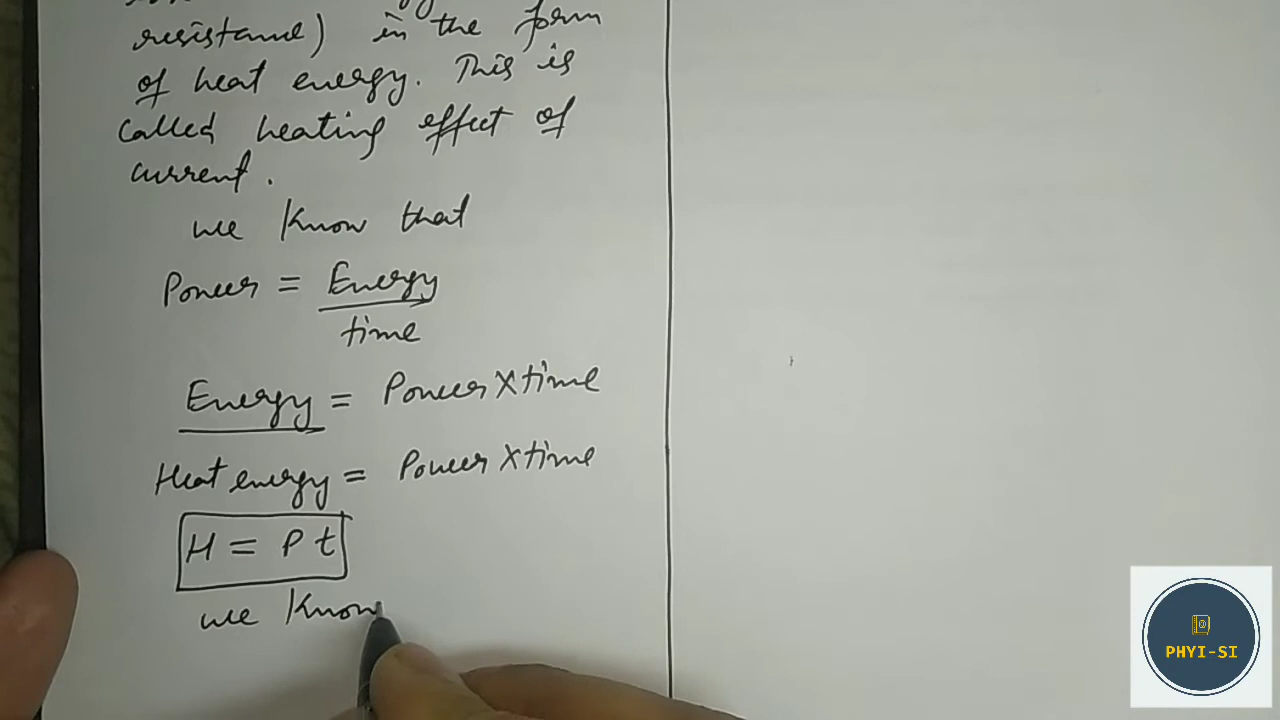 resistance) in the form
of heat energy. This is
called heating effect of
current.
we know that
Power = Energy
time
Energy = Power X time
Heat energy = Power X time
H = P t
we know
PHYI-SI